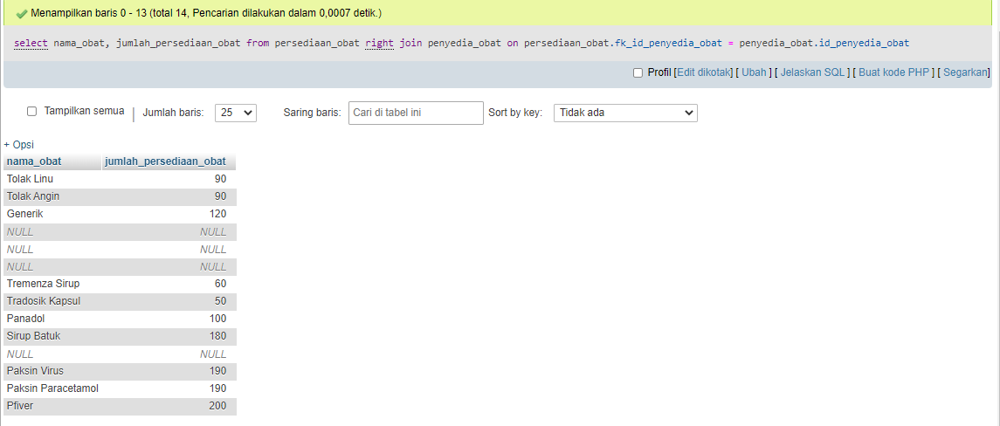 Menampilkan baris 0 - 13 (total 14, Pencarian dilakukan dalam 0,0007 detik.)
select nama_obat, jumlah_persediaan_obat from persediaan_obat right join penyedia_obat on persediaan_obat.fk_id_penyedia_obat = penyedia_obat.id_penyedia_obat
Profil [Edit dikotak] [ Ubah ] [ Jelaskan SQL ] [ Buat kode PHP ] [ Segarkan]
Tampilkan semua | Jumlah baris: 25 Saring baris: Cari di tabel ini Sort by key: Tidak ada
+ Opsi
nama_obat jumlah_persediaan_obat
Tolak Linu 90
Tolak Angin 90
Generik 120
NULL NULL
NULL NULL
NULL NULL
Tremenza Sirup 60
Tradosik Kapsul 50
Panadol 100
Sirup Batuk 180
NULL NULL
Paksin Virus 190
Paksin Paracetamol 190
Pfiver 200